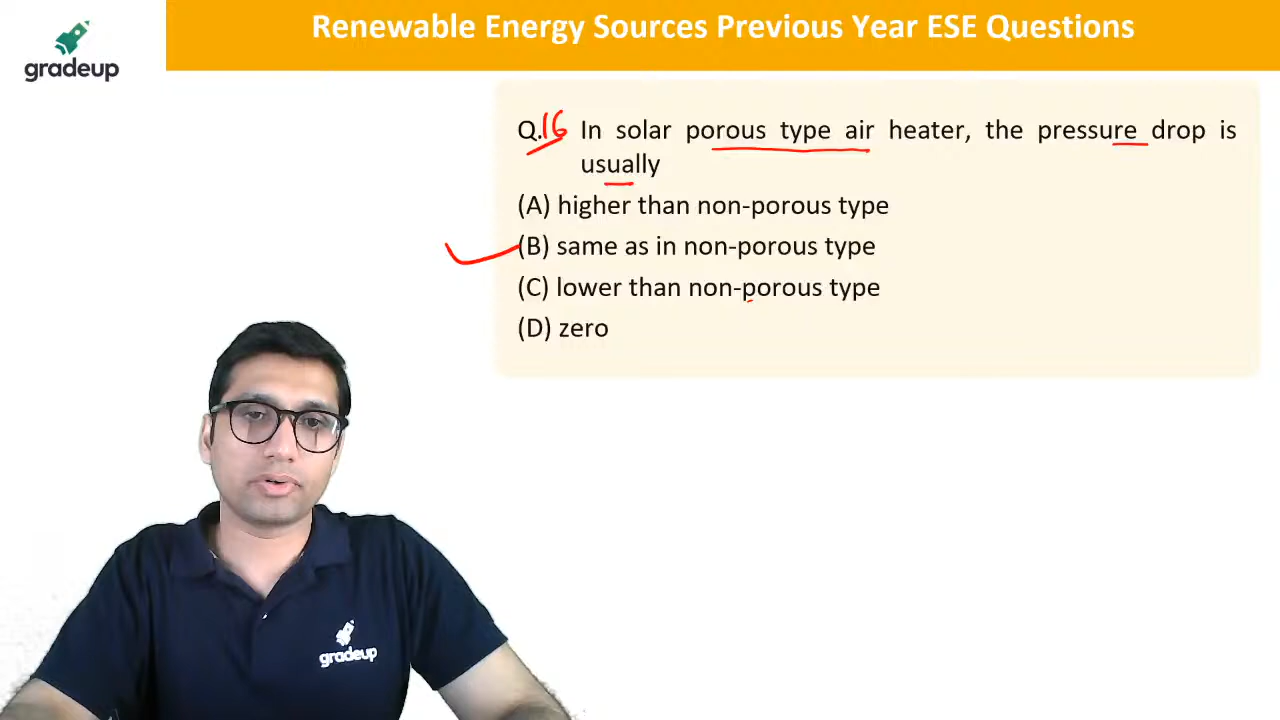 Renewable Energy Sources Previous Year ESE Questions
gradeup
Q.16 In solar porous type air heater, the pressure drop is
usually
(A) higher than non-porous type
(B) same as in non-porous type
(C) lower than non-porous type
(D) zero
gradeup